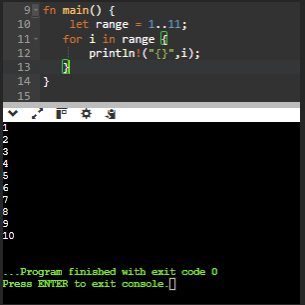 9 fn main() {
10 let range = 1..11;
11 for i in range {
12 println!("{}",i);
13 }
14 }
15
1
2
3
4
5
6
7
8
9
10
...Program finished with exit code 0
Press ENTER to exit console.